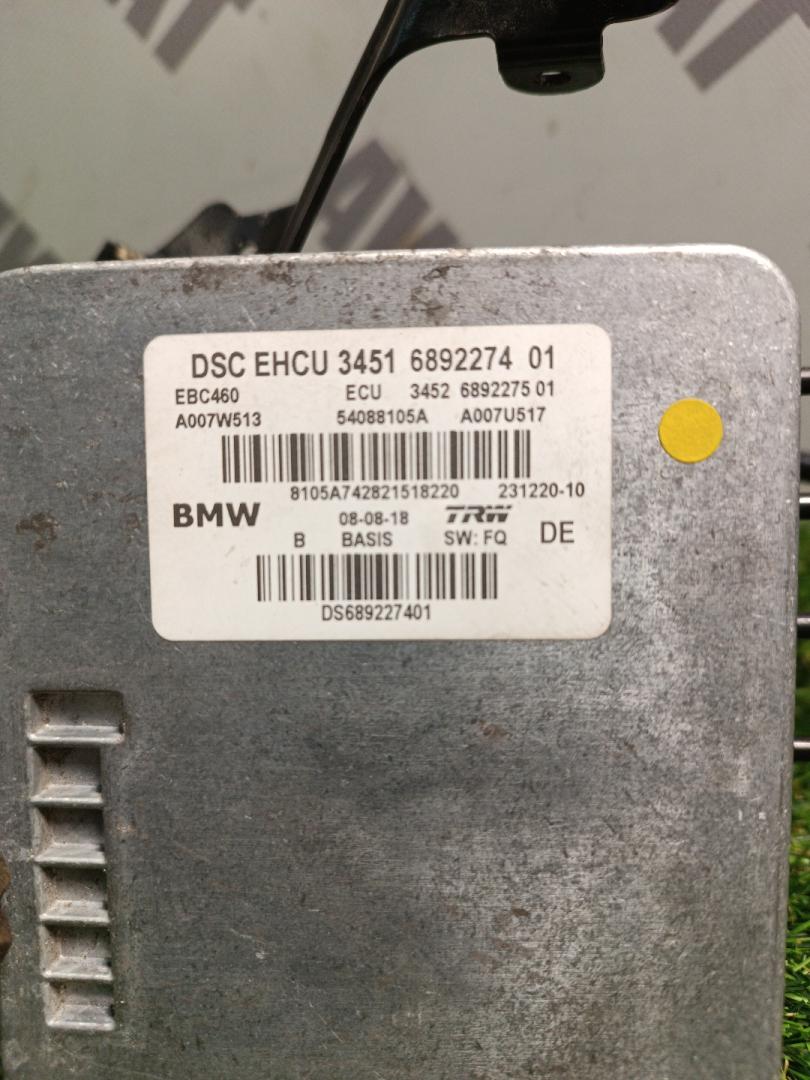 DSC EHCU 3451 6892274 01
EBC460 ECU 3452 6892275 01
A007W513 54088105A A007U517
8105A742821518220 231220-10
BMW 08-08-18 TRW
B BASIS SW: FQ DE
DS689227401